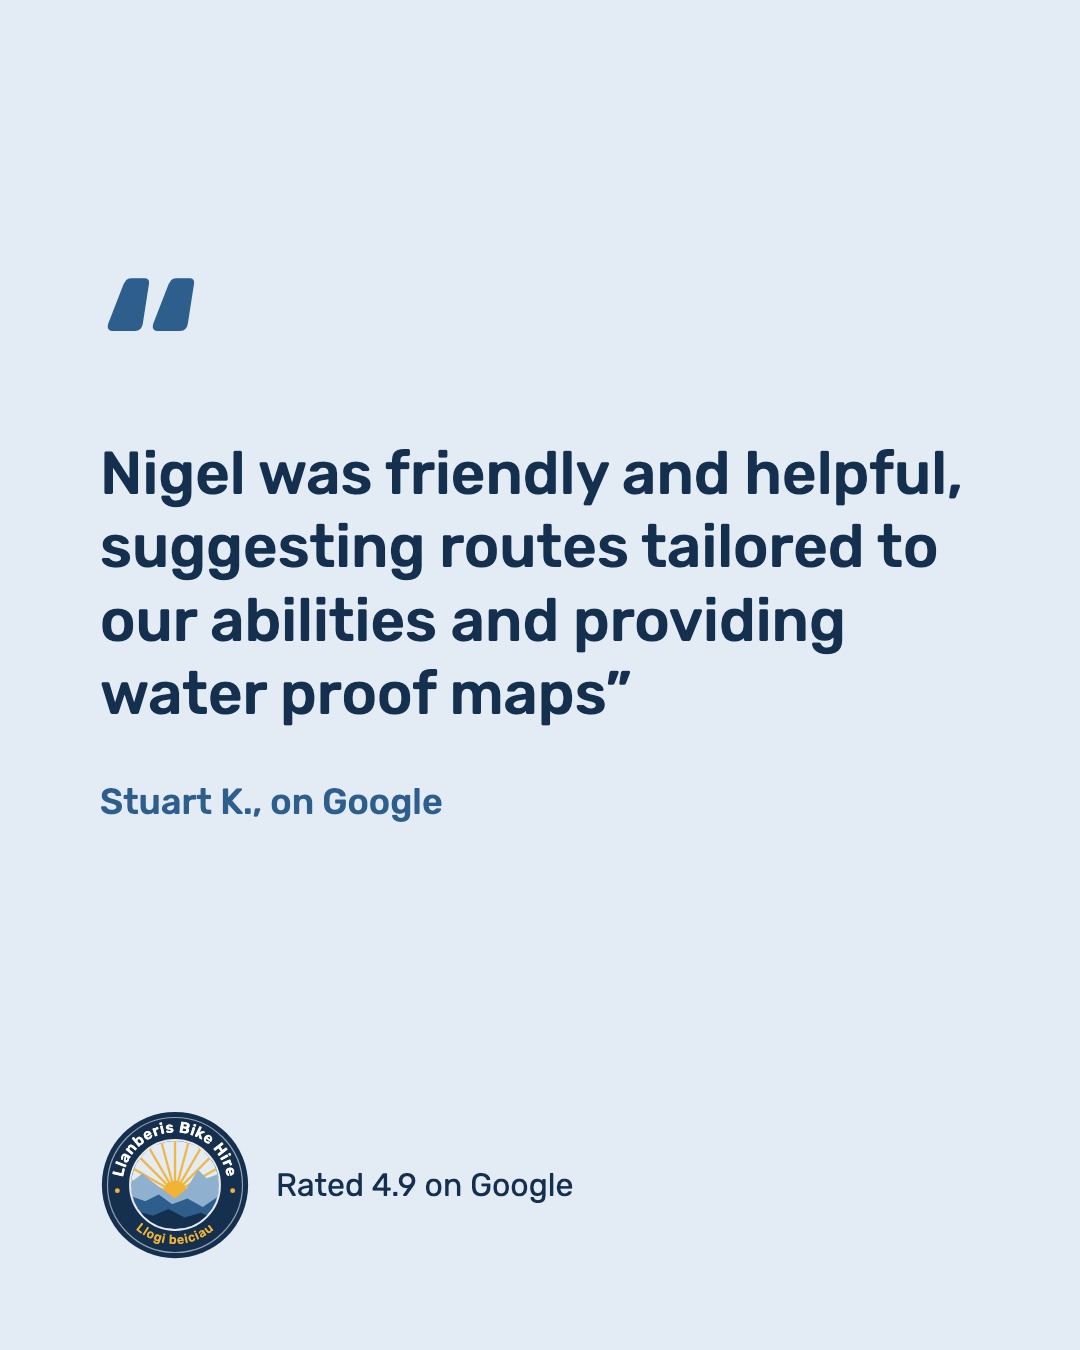 “
Nigel was friendly and helpful,
suggesting routes tailored to
our abilities and providing
water proof maps”
Stuart K., on Google
Llanberis Bike Hire
Llogi beiciau
Rated 4.9 on Google